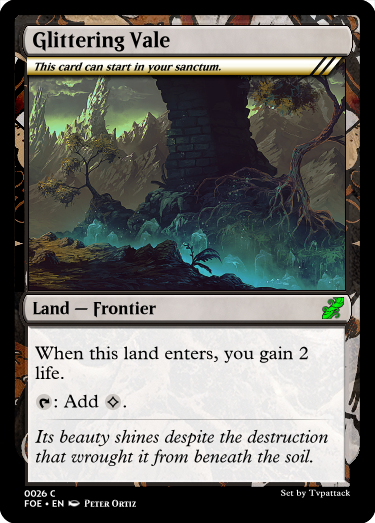 Glittering Vale
This card can start in your sanctum.
Land — Frontier
When this land enters, you gain 2
life.
: Add .
Its beauty shines despite the destruction
that wrought it from beneath the soil.
0026 C
Set by Tvpattack
FOE • EN Peter Ortiz